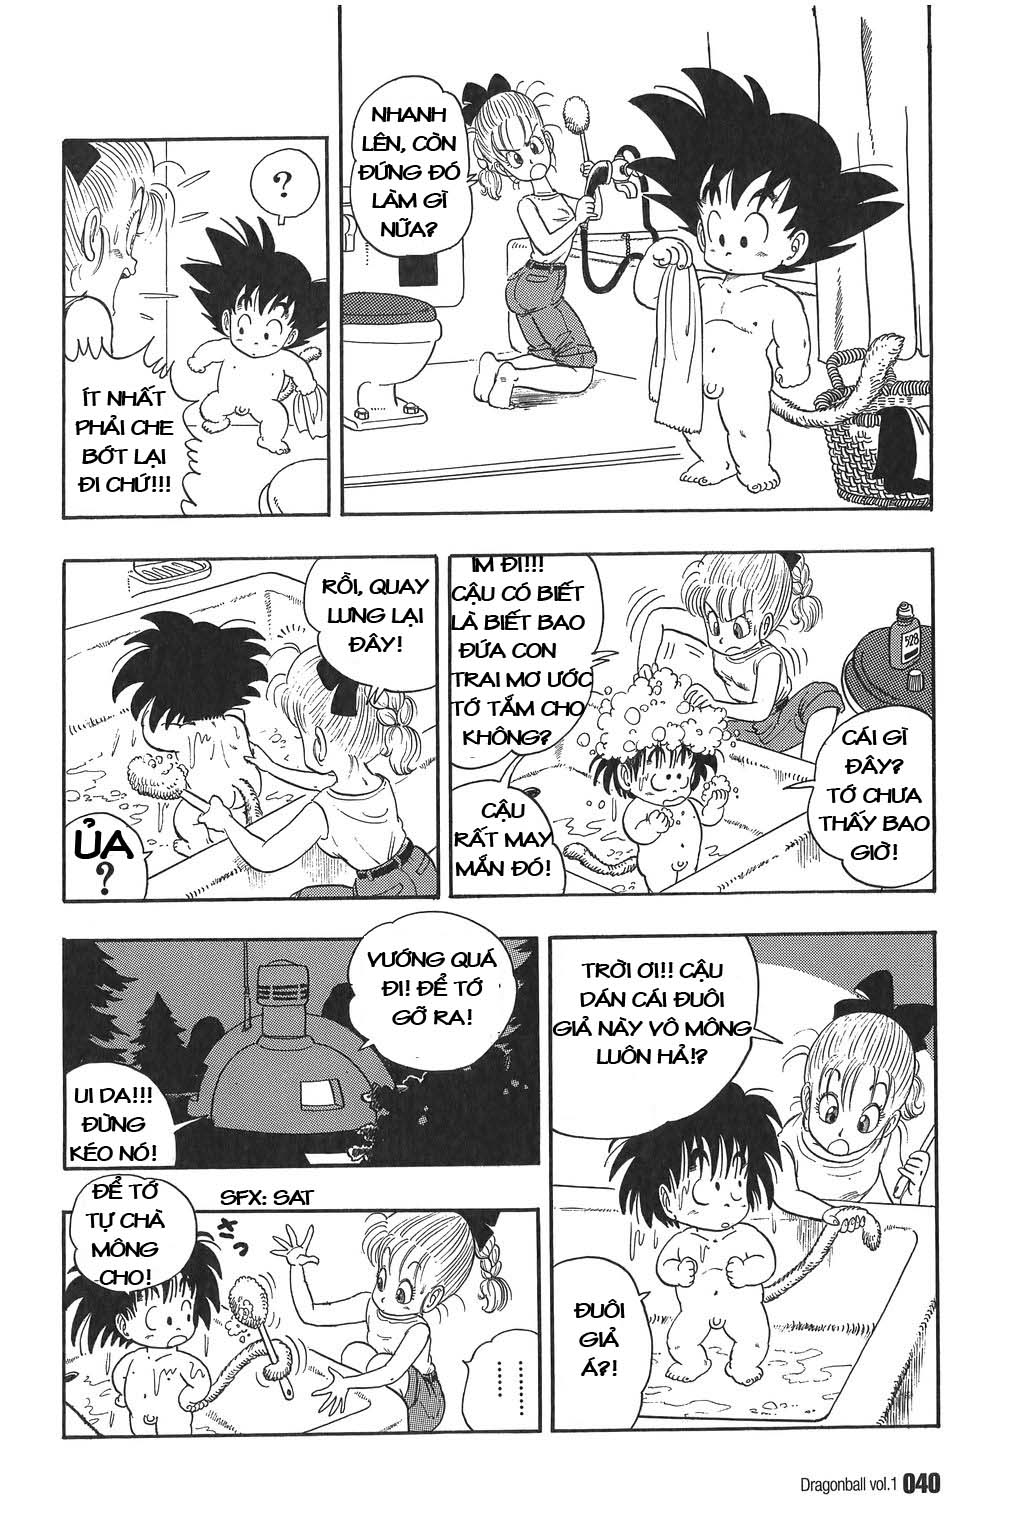 NHANH
LÊN, CÒN
ĐỨNG ĐÓ
LÀM GÌ
NỮA?
?
ÍT NHẤT
PHẢI CHE
BỚT LẠI
ĐI CHỨ!!!
IM ĐI!!!
CẬU CÓ BIẾT
LÀ BIẾT BAO
ĐỨA CON
TRAI MƠ ƯỚC
TỚ TẮM CHO
KHÔNG?
CẬU
RẤT MAY
MẮN ĐÓ!
528
CÁI GÌ
ĐÂY?
TỚ CHƯA
THẤY BAO
GIỜ!
RỒI, QUAY
LƯNG LẠI
ĐÂY!
ỦA
?
TRỜI ƠI!! CẬU
DÁN CÁI ĐUÔI
GIẢ NÀY VÔ MÔNG
LUÔN HẢ!?
ĐUÔI
GIẢ
Á?!
VƯỚNG QUÁ
ĐI! ĐỂ TỚ
GỠ RA!
UI DA!!!
ĐỪNG
KÉO NÓ!
SFX: SAT
ĐỂ TỚ
TỰ CHÀ
MÔNG
CHO!
Dragonball vol.1 040